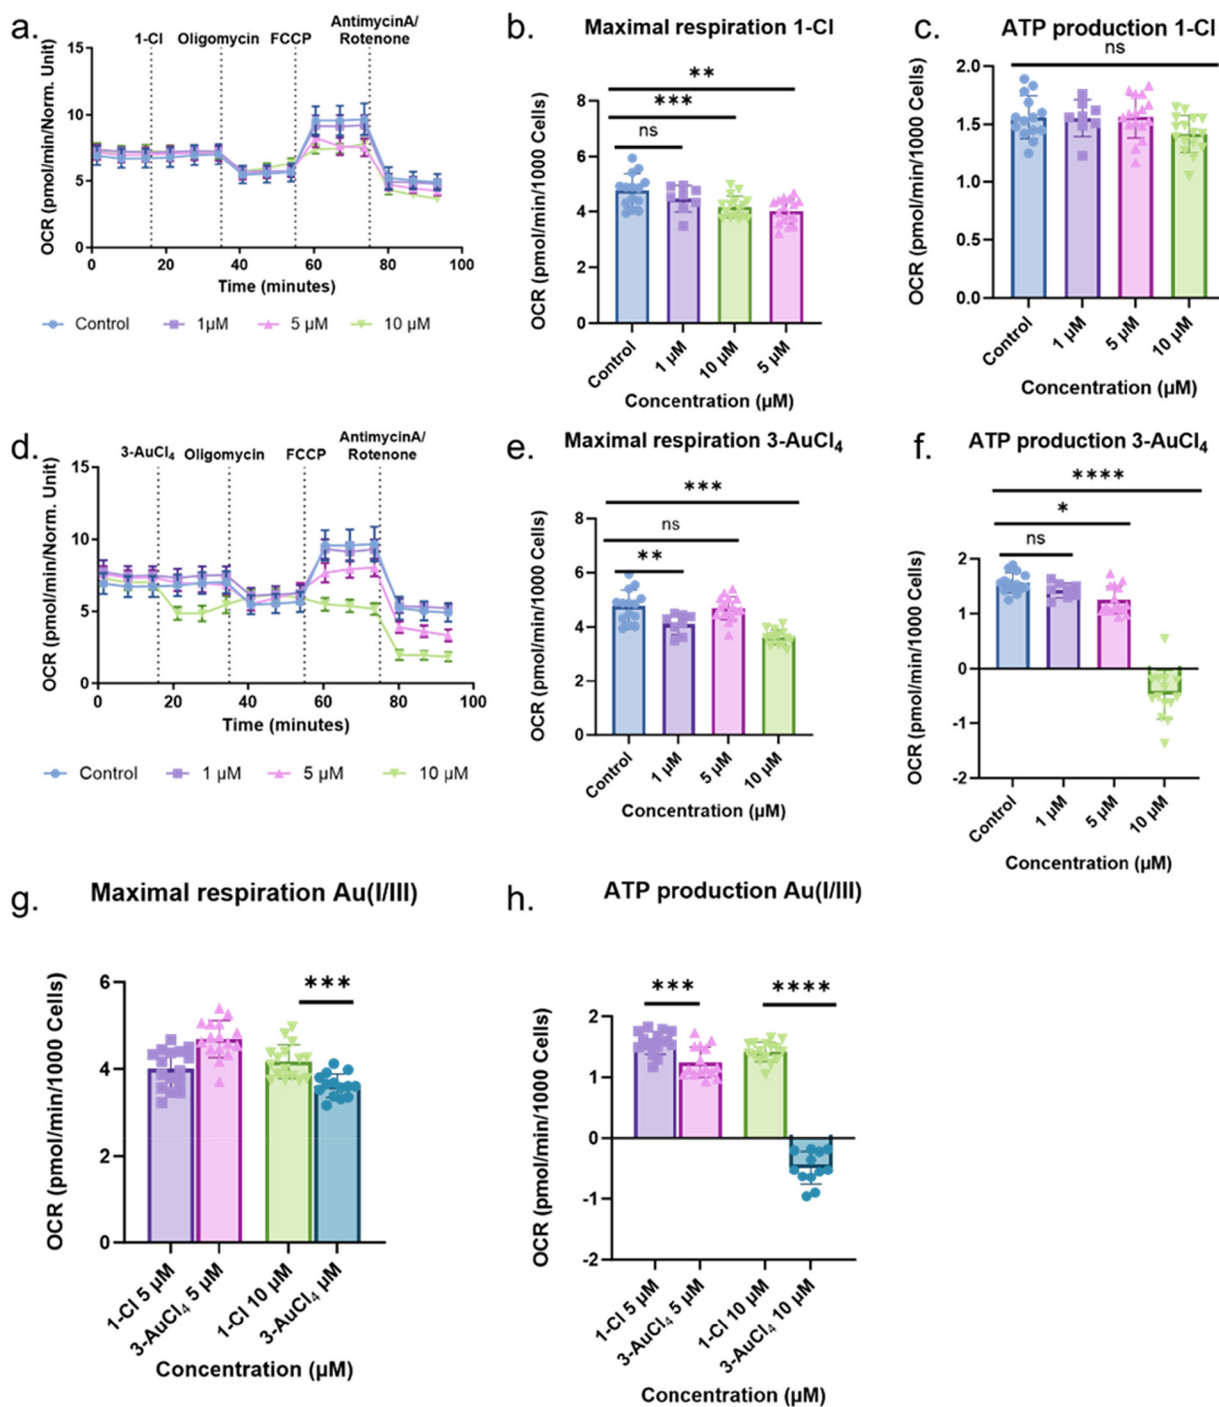 a.
1-Cl Oligomycin FCCP AntimycinA/
Rotenone
OCR (pmol/min/Norm. Unit)
15
10
5
0
0 20 40 60 80 100
Time (minutes)
Control 1µM 5 µM 10 µM
b. Maximal respiration 1-Cl
**
***
ns
OCR (pmol/min/1000 Cells)
8
6
4
2
0
Control 1 µM 10 µM 5 µM
Concentration (µM)
c. ATP production 1-Cl
ns
OCR (pmol/min/1000 Cells)
2.0
1.5
1.0
0.5
0.0
Control 1 µM 5 µM 10 µM
Concentration (µM)
d.
3-AuCl₄ Oligomycin FCCP AntimycinA/
Rotenone
OCR (pmol/min/Norm. Unit)
15
10
5
0
0 20 40 60 80 100
Time (minutes)
Control 1 µM 5 µM 10 µM
e. Maximal respiration 3-AuCl₄
***
ns
**
OCR (pmol/min/1000 Cells)
8
6
4
2
0
Control 1 µM 5 µM 10 µM
Concentration (µM)
f. ATP production 3-AuCl₄
****
*
ns
OCR (pmol/min/1000 Cells)
2
1
0
-1
-2
Control 1 µM 5 µM 10 µM
Concentration (µM)
g. Maximal respiration Au(I/III)
***
OCR (pmol/min/1000 Cells)
6
4
2
0
1-Cl 5 µM 3-AuCl₄ 5 µM 1-Cl 10 µM 3-AuCl₄ µM
Concentration (µM)
h. ATP production Au(I/III)
*** ****
OCR (pmol/min/1000 Cells)
2
1
0
-1
-2
1-Cl 5 µM 3-AuCl₄ 5 µM 1-Cl 10 µM 3-AuCl₄ 10 µM
Concentration (µM)